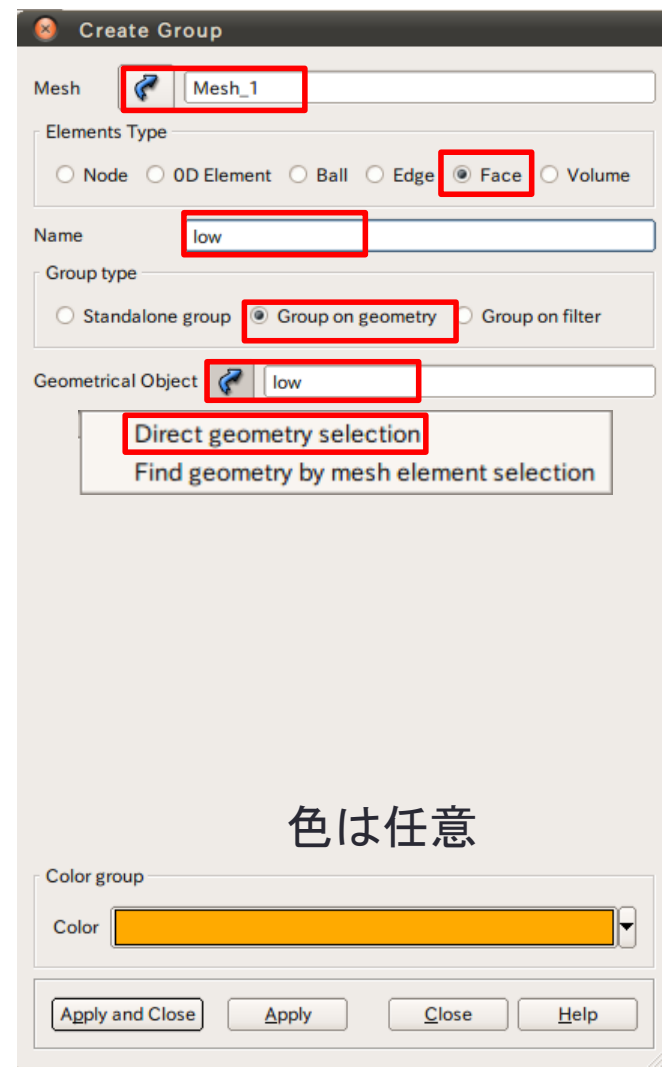 Create Group
Mesh Mesh_1
Elements Type
Node 0D Element Ball Edge Face Volume
Name low
Group type
Standalone group Group on geometry Group on filter
Geometrical Object low
Direct geometry selection
Find geometry by mesh element selection
色は任意
Color group
Color
Apply and Close Apply Close Help